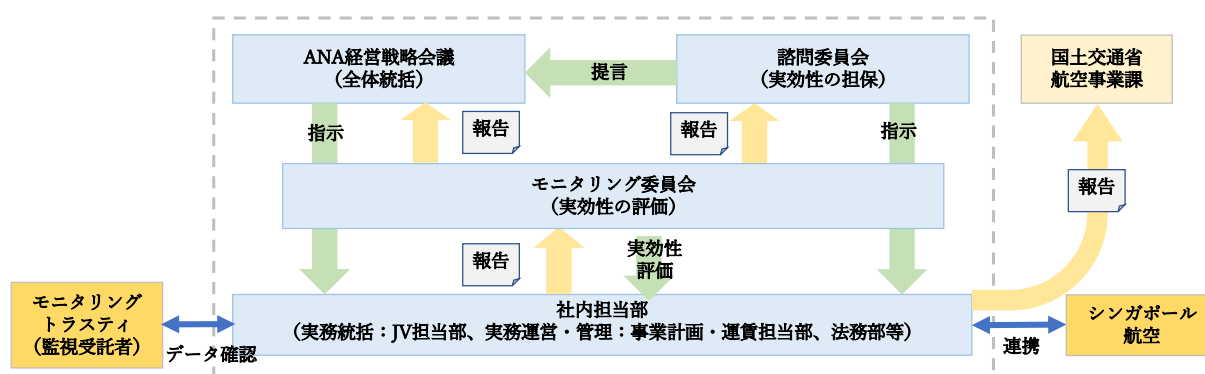 ANA経営戦略会議
（全体統括）
提言
諮問委員会
（実効性の担保）
国土交通省
航空事業課
指示
報告
報告
指示
モニタリング委員会
（実効性の評価）
報告
報告
実効性
評価
モニタリング
トラスティ
（監視受託者）
データ確認
社内担当部
（実務統括：JV担当部、実務運営・管理：事業計画・運賃担当部、法務部等）
連携
シンガポール
航空